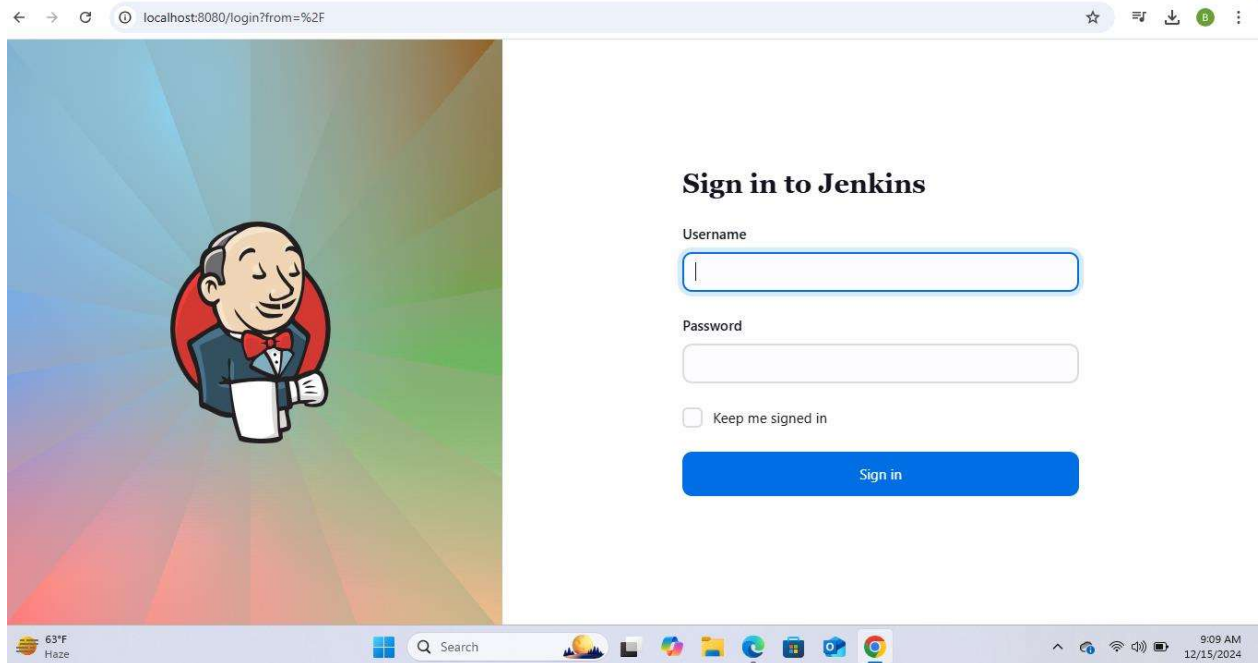 localhost:8080/login?from=%2F
B
Sign in to Jenkins
Username
Password
Keep me signed in
Sign in
63°F
Haze
Search
9:09 AM
12/15/2024